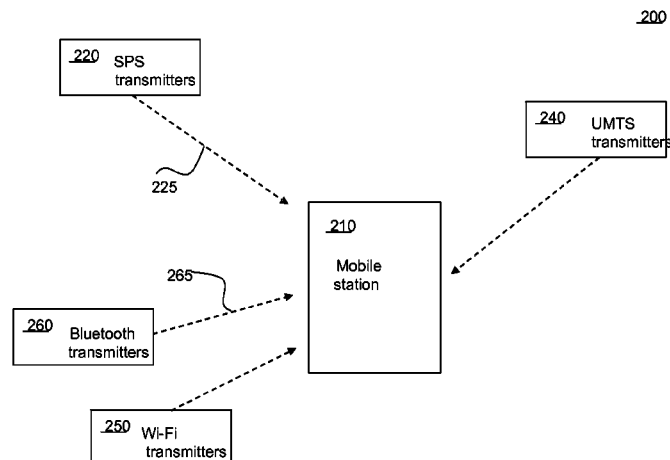 200
220 SPS
transmitters
240 UMTS
transmitters
225
210
Mobile
station
265
260 Bluetooth
transmitters
250 Wi-Fi
transmitters